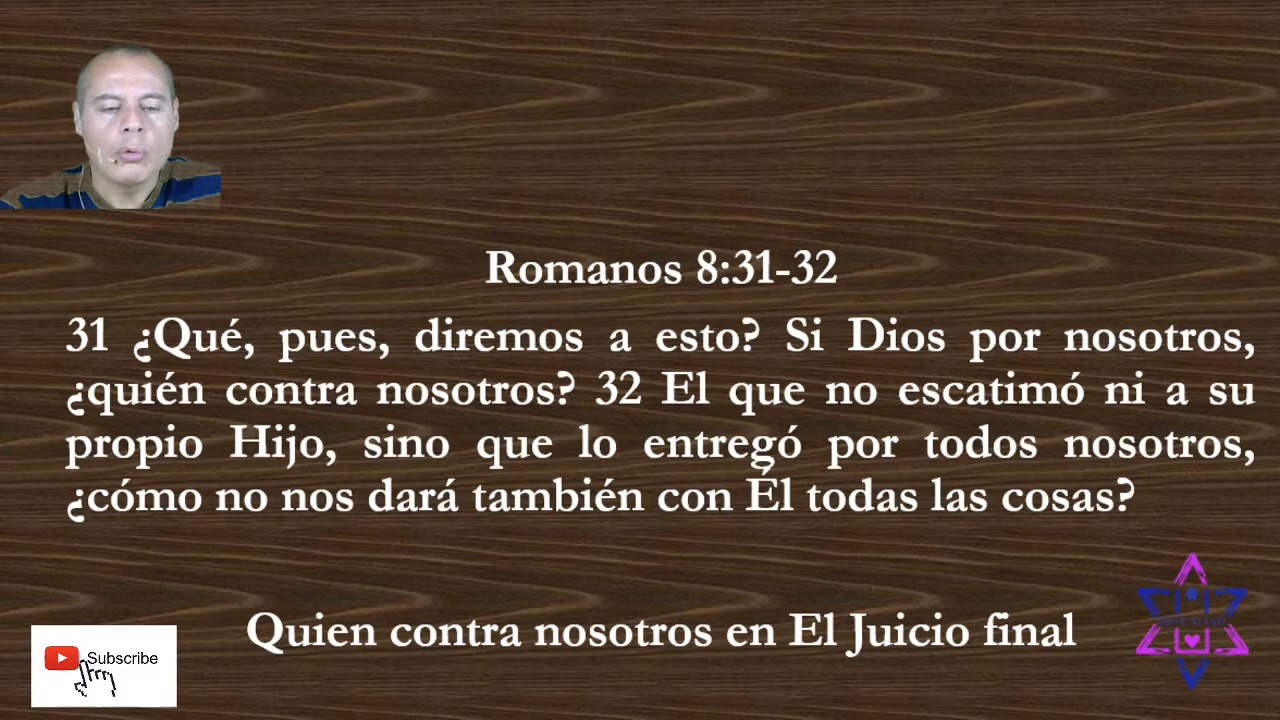 Romanos 8:31-32
31 ¿Qué, pues, diremos a esto? Si Dios por nosotros,
¿quién contra nosotros? 32 El que no escatimó ni a su
propio Hijo, sino que lo entregó por todos nosotros,
¿cómo no nos dará también con Él todas las cosas?
Quien contra nosotros en El Juicio final
Subscribe